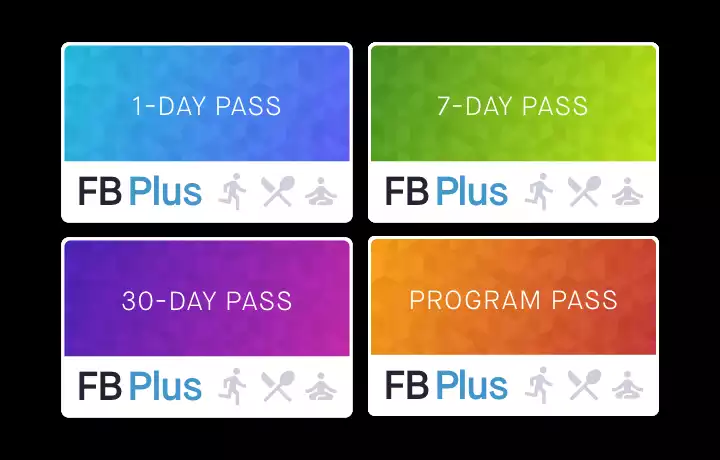 1-DAY PASS
FB Plus
7-DAY PASS
FB Plus
30-DAY PASS
FB Plus
PROGRAM PASS
FB Plus